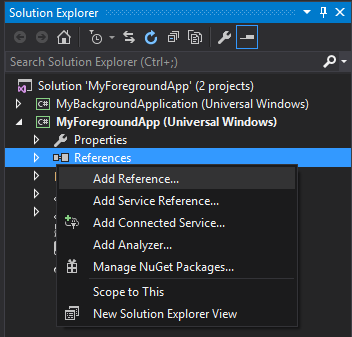 Solution Explorer
Search Solution Explorer (Ctrl+;)
Solution 'MyForegroundApp' (2 projects)
C# MyBackgroundApplication (Universal Windows)
C# MyForegroundApp (Universal Windows)
Properties
References
Add Reference...
Add Service Reference...
Add Connected Service...
Add Analyzer...
Manage NuGet Packages...
Scope to This
New Solution Explorer View